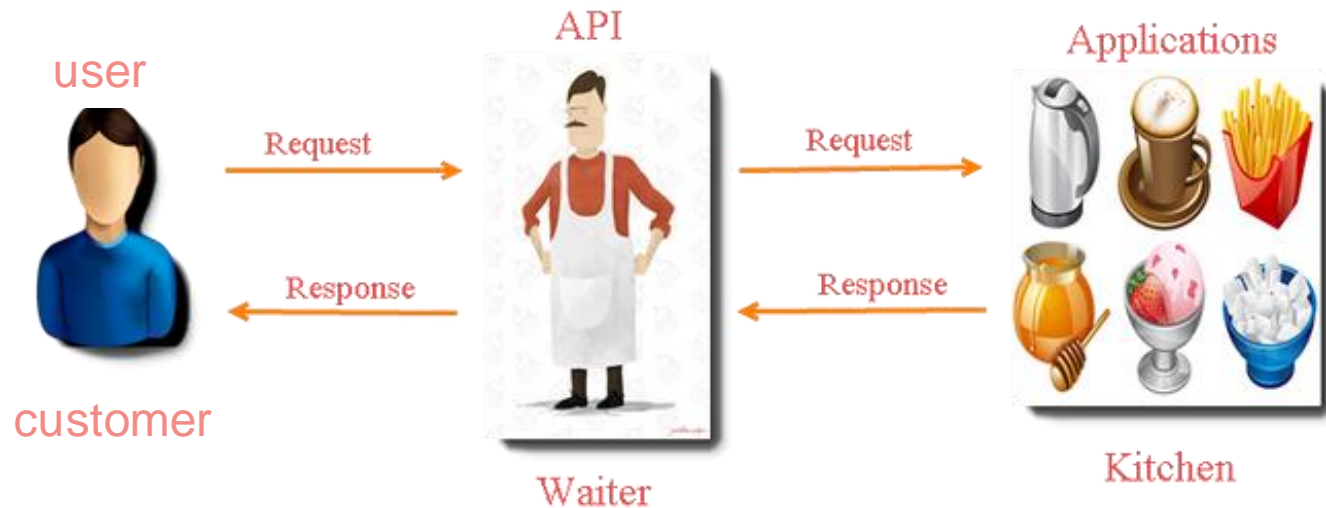 API
Applications
user
Request
Request
Response
Response
customer
Kitchen
Waiter